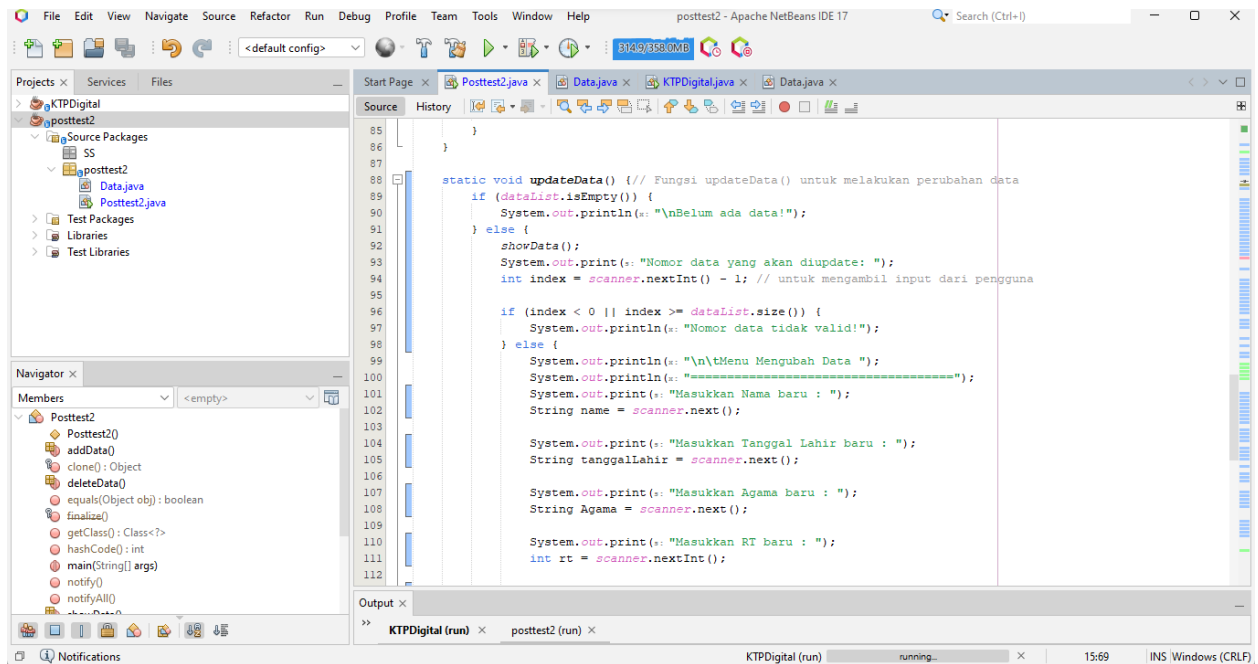 File Edit View Navigate Source Refactor Run Debug Profile Team Tools Window Help posttest2 - Apache NetBeans IDE 17 Search (Ctrl+I)
<default config> 314.9/358.0MB
Projects Services Files
KTPDigital
posttest2
Source Packages
SS
posttest2
Data.java
Posttest2.java
Test Packages
Libraries
Test Libraries
Navigator
Members <empty>
Posttest2
Posttest2()
addData()
clone() : Object
deleteData()
equals(Object obj) : boolean
finalize()
getClass() : Class<?>
hashCode() : int
main(String[] args)
notify()
notifyAll()
showData()
Start Page Posttest2.java Data.java KTPDigital.java Data.java
Source History
85 }
86 }
87
88 static void updateData() {// Fungsi updateData() untuk melakukan perubahan data
89 if (dataList.isEmpty()) {
90 System.out.println(x: "\nBelum ada data!");
91 } else {
92 showData();
93 System.out.print(s: "Nomor data yang akan diupdate: ");
94 int index = scanner.nextInt() - 1; // untuk mengambil input dari pengguna
95
96 if (index < 0 || index >= dataList.size()) {
97 System.out.println(x: "Nomor data tidak valid!");
98 } else {
99 System.out.println(x: "\n\tMenu Mengubah Data ");
100 System.out.println(x: "====================================");
101 System.out.print(s: "Masukkan Nama baru : ");
102 String name = scanner.next();
103
104 System.out.print(s: "Masukkan Tanggal Lahir baru : ");
105 String tanggalLahir = scanner.next();
106
107 System.out.print(s: "Masukkan Agama baru : ");
108 String Agama = scanner.next();
109
110 System.out.print(s: "Masukkan RT baru : ");
111 int rt = scanner.nextInt();
112
Output
KTPDigital (run) posttest2 (run)
Notifications KTPDigital (run) running... 15:69 INS Windows (CRLF)